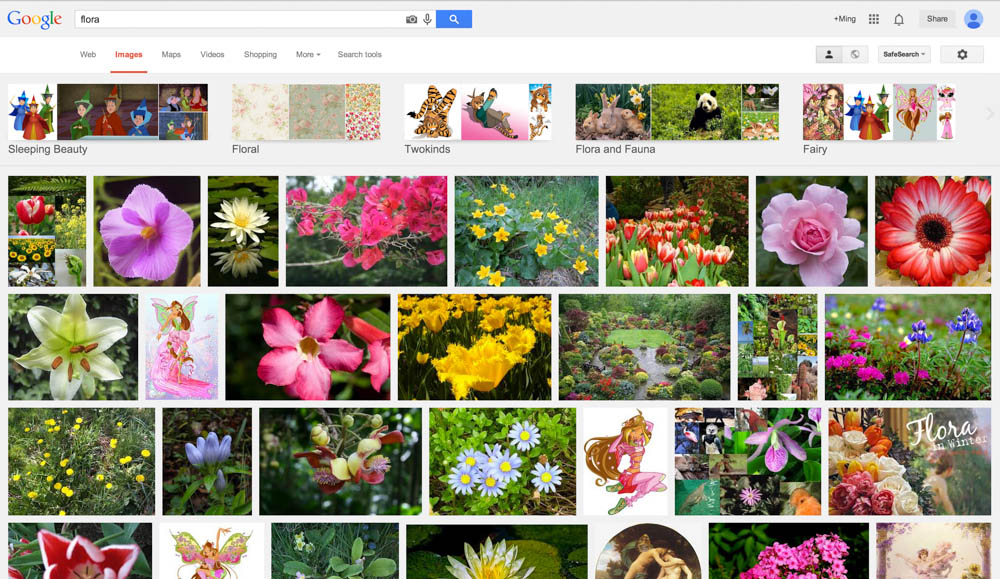 Google flora +Ming Share
Web Images Maps Videos Shopping More Search tools SafeSearch
Sleeping Beauty Floral Twokinds Flora and Fauna Fairy
Flora
in Winter